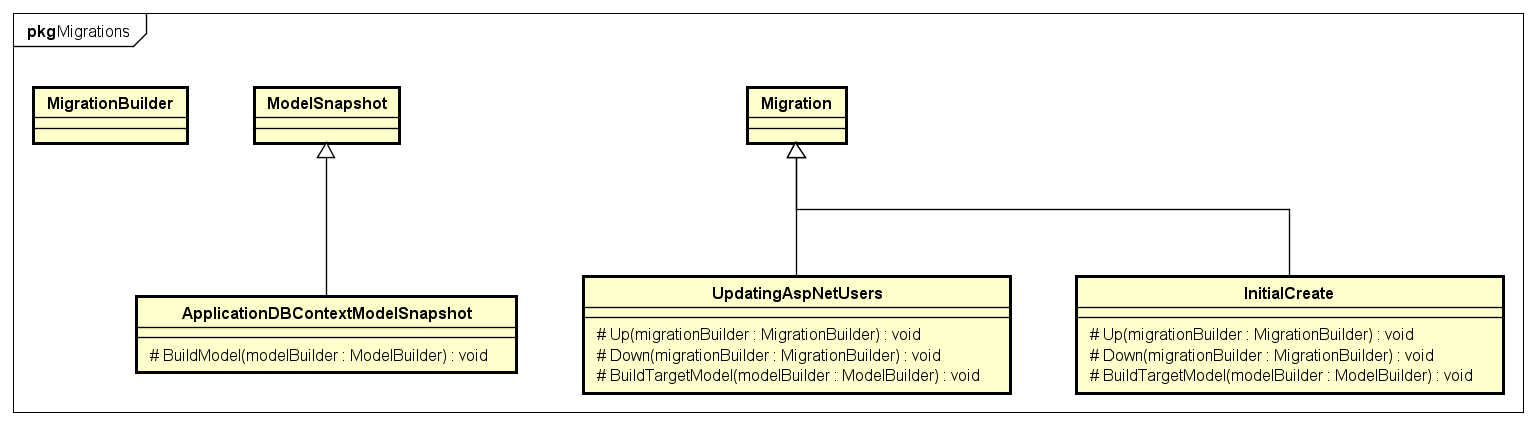 pkgMigrations
MigrationBuilder
ModelSnapshot
Migration
ApplicationDBContextModelSnapshot
# BuildModel(modelBuilder : ModelBuilder) : void
UpdatingAspNetUsers
# Up(migrationBuilder : MigrationBuilder) : void
# Down(migrationBuilder : MigrationBuilder) : void
# BuildTargetModel(modelBuilder : ModelBuilder) : void
InitialCreate
# Up(migrationBuilder : MigrationBuilder) : void
# Down(migrationBuilder : MigrationBuilder) : void
# BuildTargetModel(modelBuilder : ModelBuilder) : void